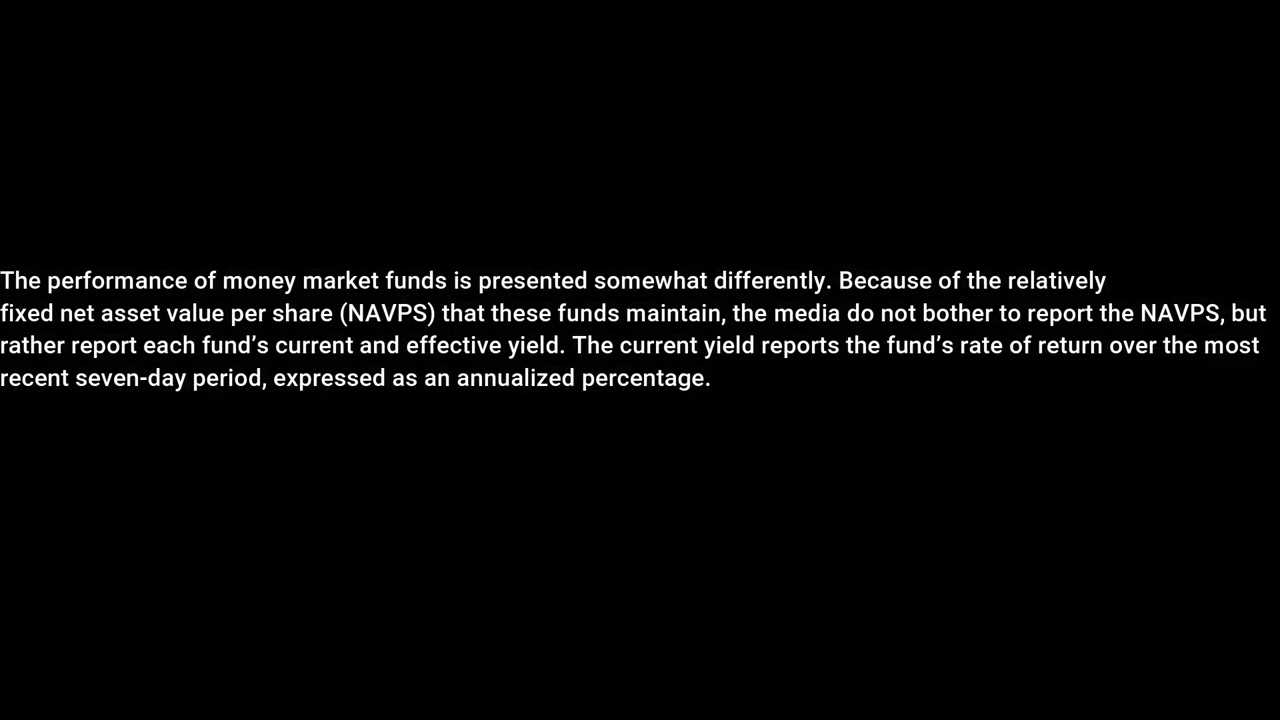 The performance of money market funds is presented somewhat differently. Because of the relatively
fixed net asset value per share (NAVPS) that these funds maintain, the media do not bother to report the NAVPS, but
rather report each fund’s current and effective yield. The current yield reports the fund’s rate of return over the most
recent seven-day period, expressed as an annualized percentage.